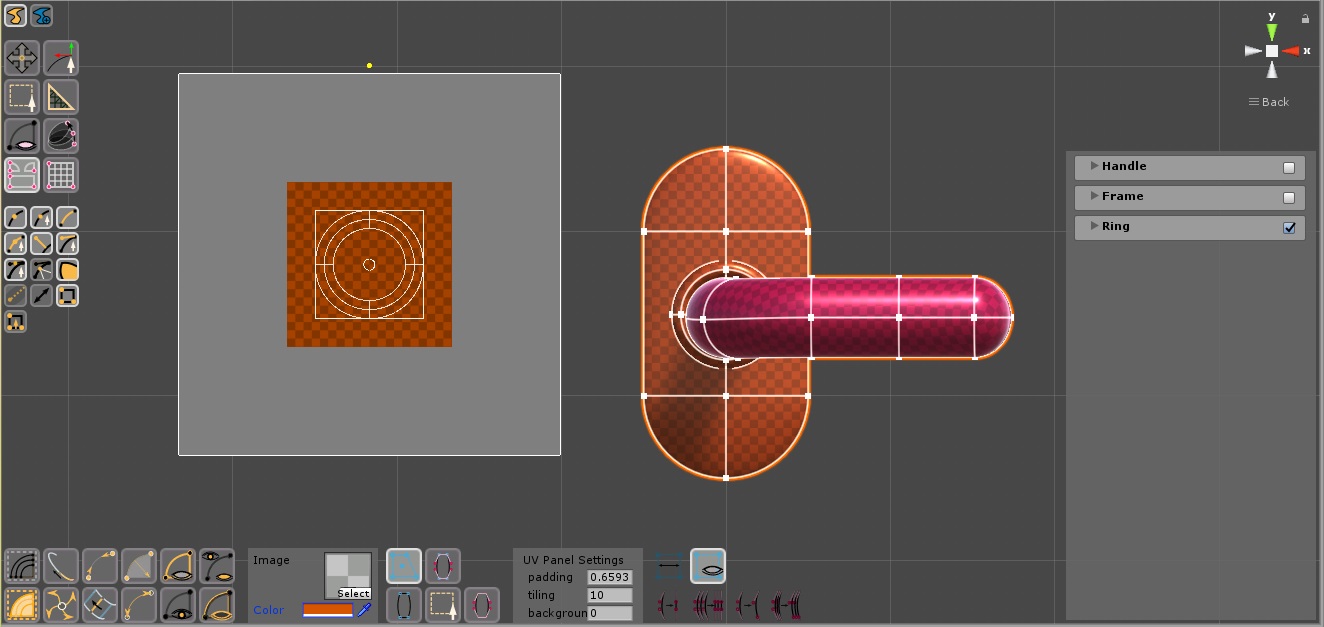 y
x
Back
Handle
Frame
Ring
Image
Select
Color
UV Panel Settings
padding 0.6593
tiling 10
backgroun 0